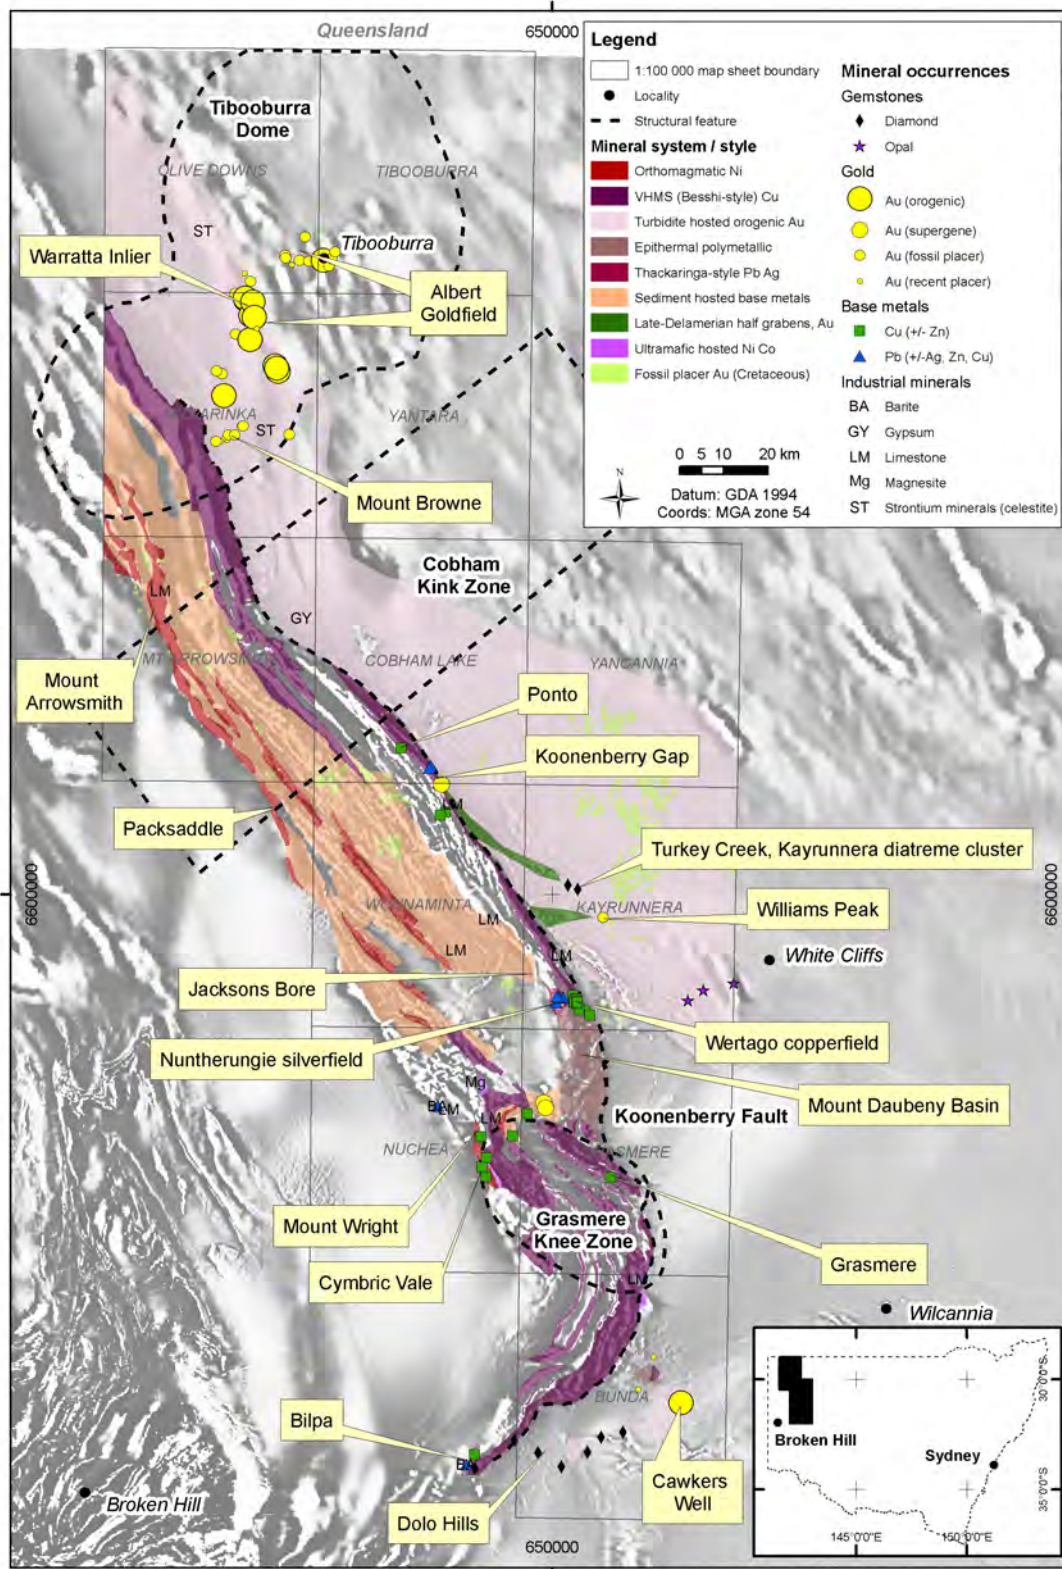 Queensland
650000
Legend
1:100 000 map sheet boundary
Locality
Structural feature
Mineral system / style
Orthomagmatic Ni
VHMS (Besshi-style) Cu
Turbidite hosted orogenic Au
Epithermal polymetallic
Thackaringa-style Pb Ag
Sediment hosted base metals
Late-Delamerian half grabens, Au
Ultramafic hosted Ni Co
Fossil placer Au (Cretaceous)
0 5 10 20 km
N
Datum: GDA 1994
Coords: MGA zone 54
Mineral occurrences
Gemstones
Diamond
Opal
Gold
Au (orogenic)
Au (supergene)
Au (fossil placer)
Au (recent placer)
Base metals
Cu (+/- Zn)
Pb (+/-Ag, Zn, Cu)
Industrial minerals
BA Barite
GY Gypsum
LM Limestone
Mg Magnesite
ST Strontium minerals (celestite)
Tibooburra
Dome
OLIVE DOWNS
TIBOOBURRA
ST
Tibooburra
Warratta Inlier
Albert
Goldfield
YANTARA
ST
Mount Browne
Cobham
Kink Zone
LM
GY
COBHAM LAKE
YANCANNIA
Mount
Arrowsmith
Ponto
Koonenberry Gap
LM
Packsaddle
Turkey Creek, Kayrunnera diatreme cluster
6600000
6600000
WONNAMINTA
KAYRUNNERA
Williams Peak
LM
LM
LM
White Cliffs
Jacksons Bore
Nuntherungie silverfield
Wertago copperfield
Mg
Mount Daubeny Basin
BA
LM
LM
Koonenberry Fault
NUCHEA
Mount Wright
Grasmere
Knee Zone
Grasmere
Cymbric Vale
LM
Wilcannia
BUNDA
Bilpa
BA
Cawkers
Well
Dolo Hills
Broken Hill
650000
Broken Hill
Sydney
30°0'0"S
35°0'0"S
145°0'0"E
150°0'0"E